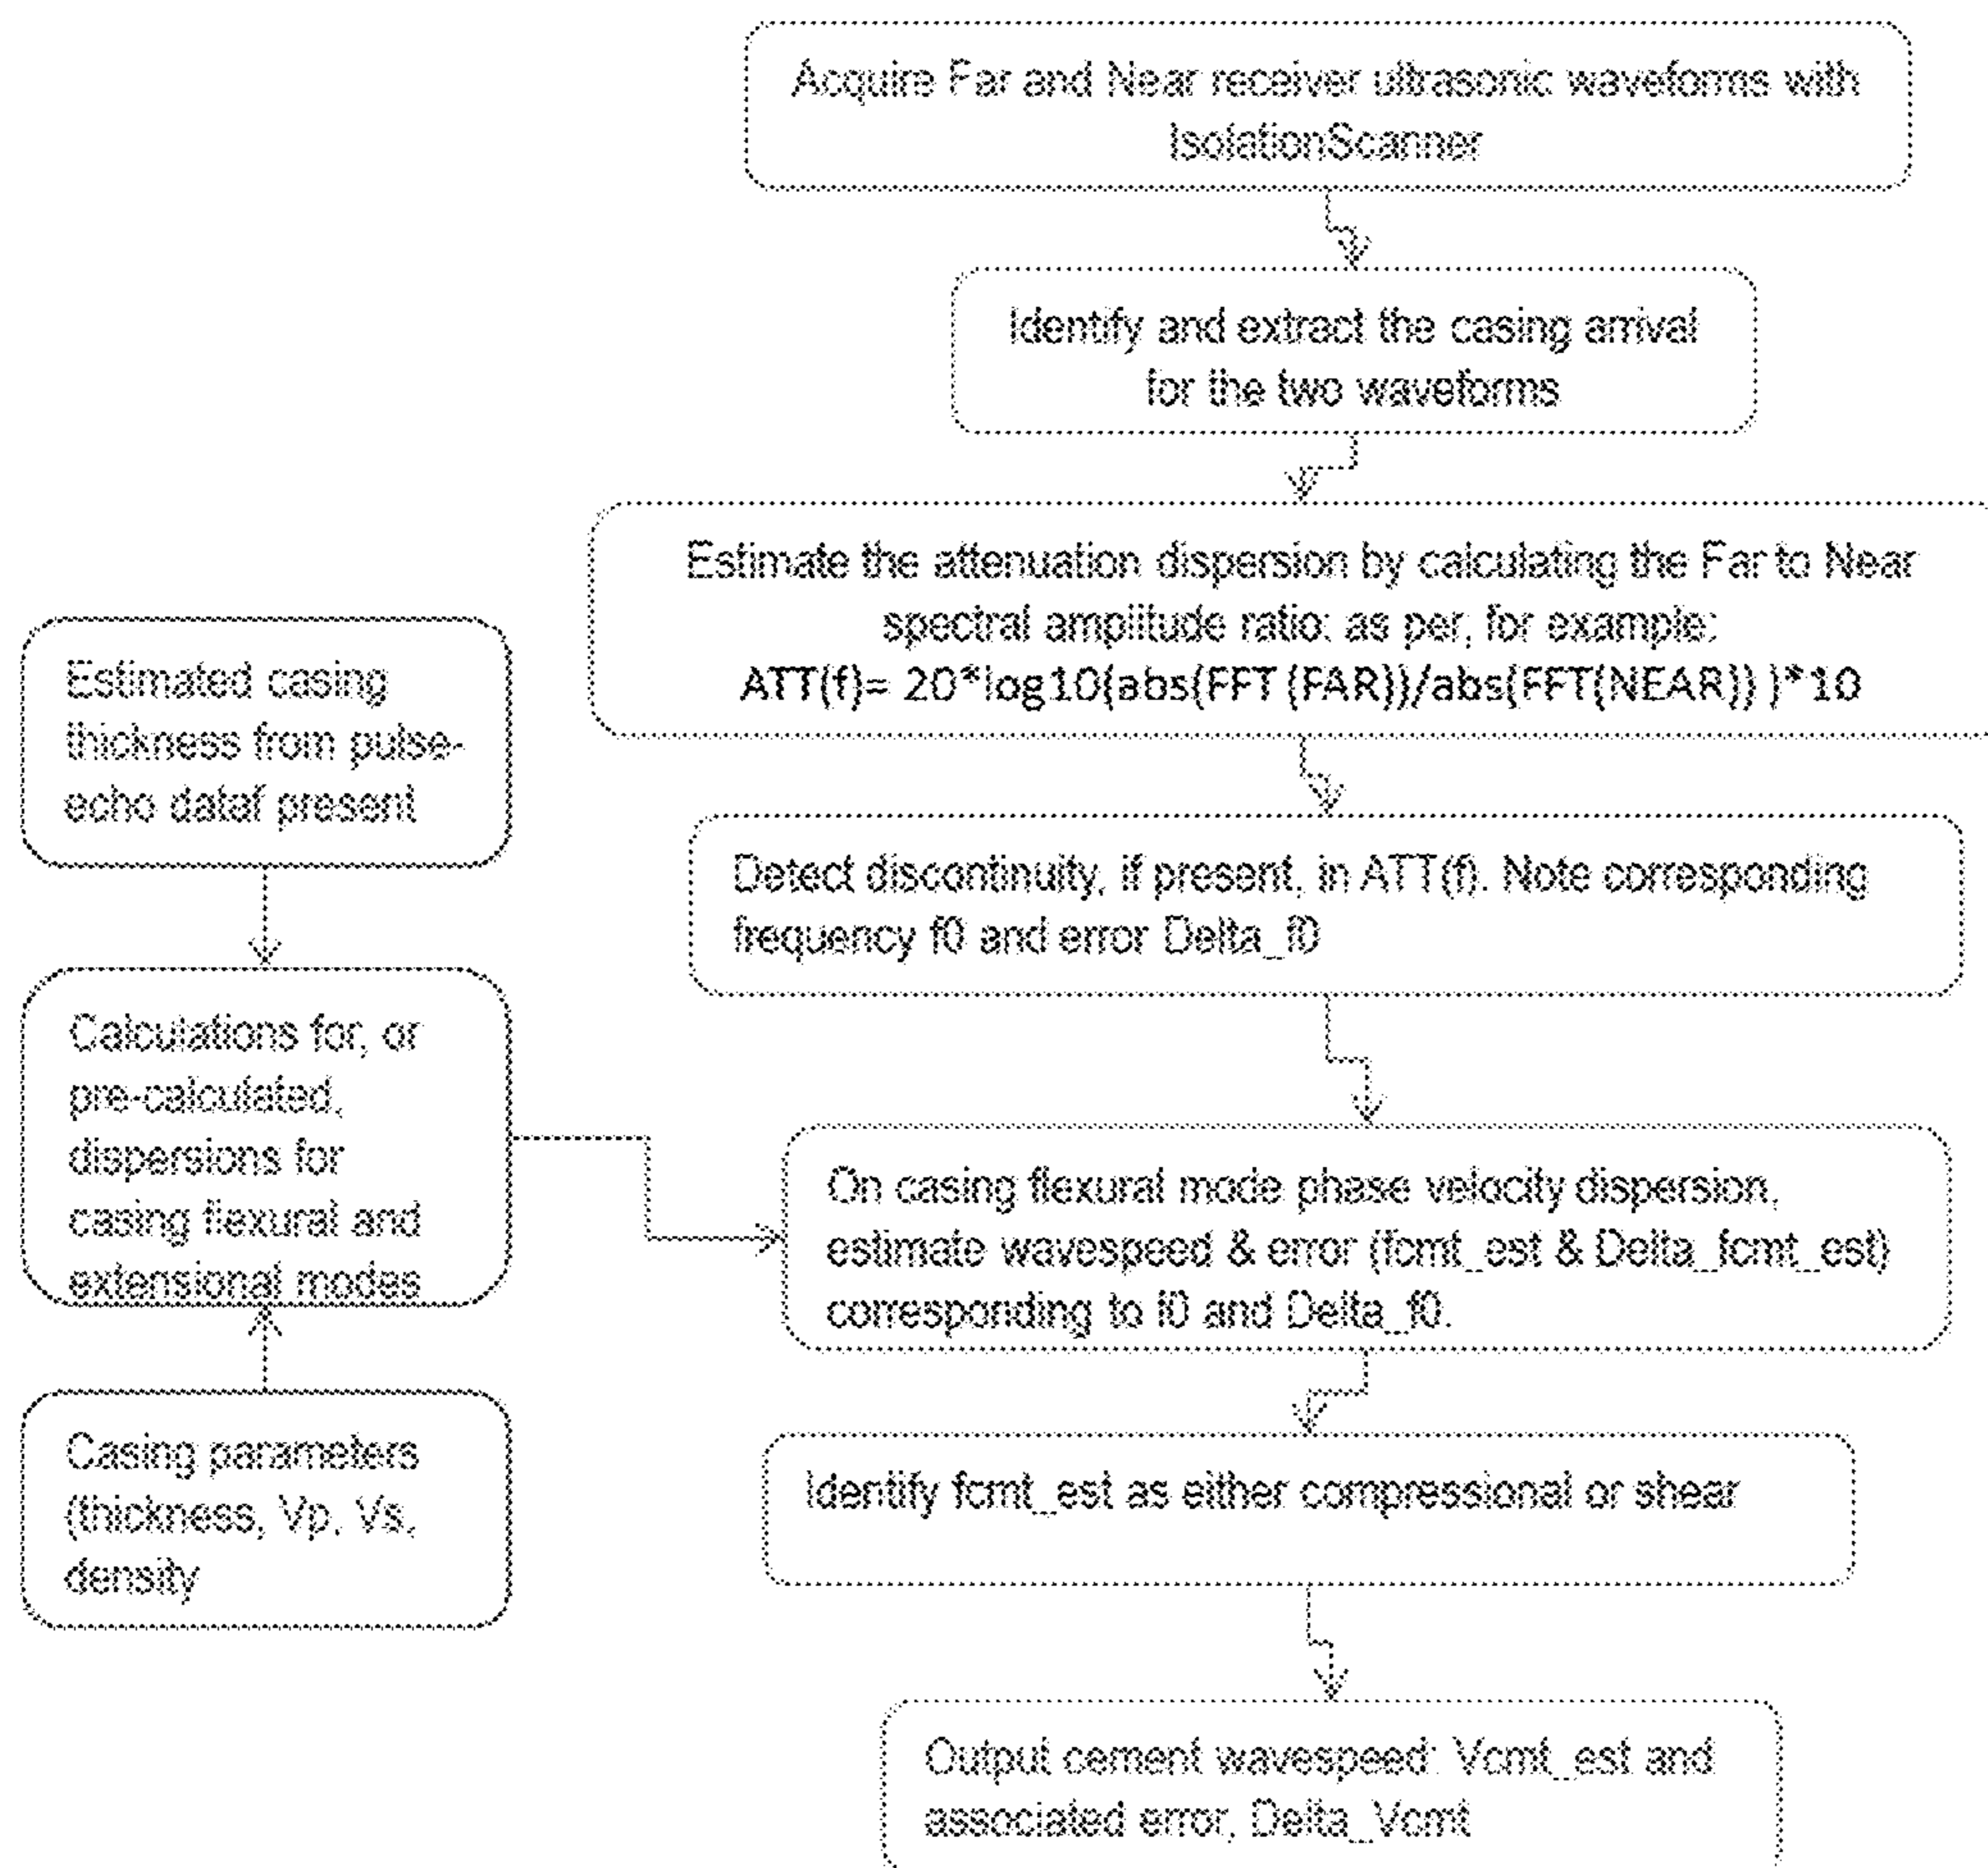 Acquire Far and Near receiver ultrasonic waveforms with
IsolationScanner
Identify and extract the casing arrival
for the two waveforms
Estimate the attenuation dispersion by calculating the Far to Near
spectral amplitude ratio: as per, for example:
ATT(f)= 20*log10(abs(FFT (FAR))/abs(FFT(NEAR)) )*10
Estimated casing
thickness from pulse-
echo dataf present
Detect discontinuity, if present, in ATT(f). Note corresponding
frequency f0 and error Delta_f0
Calculations for, or
pre-calculated,
dispersions for
casing flexural and
extensional modes
On casing flexural mode phase velocity dispersion,
estimate wavespeed & error (fcmt_est & Delta_fcmt_est)
corresponding to f0 and Delta_f0.
Casing parameters
(thickness, Vp, Vs,
density
Identify fcmt_est as either compressional or shear
Output cement wavespeed: Vcmt_est and
associated error, Delta_Vcmt